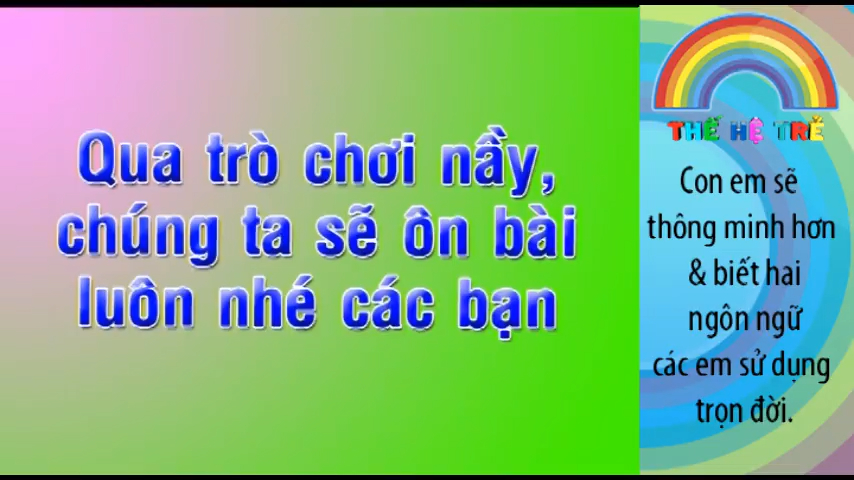 Qua trò chơi nầy,
chúng ta sẽ ôn bài
luôn nhé các bạn
THẾ HỆ TRẺ
Con em sẽ
thông minh hơn
& biết hai
ngôn ngữ
các em sử dụng
trọn đời.